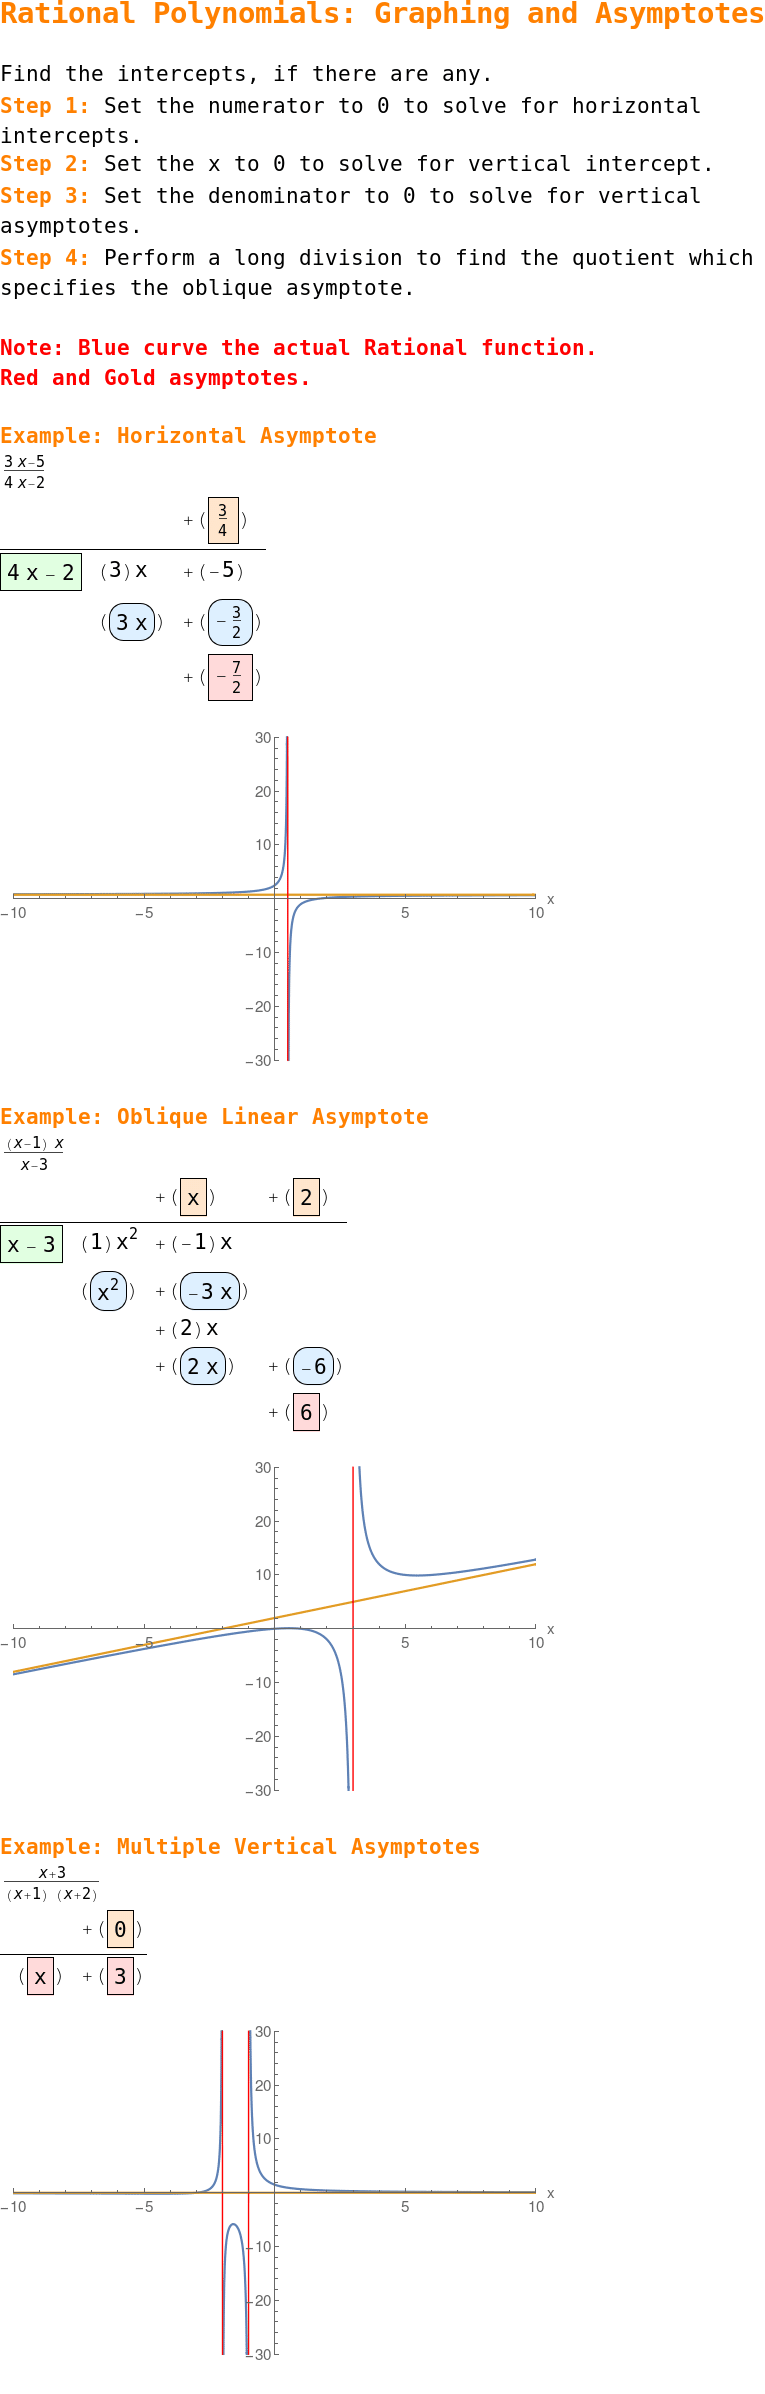 Rational Polynomials: Graphing and Asymptotes
Find the intercepts, if there are any.
Step 1: Set the numerator to 0 to solve for horizontal
intercepts.
Step 2: Set the x to 0 to solve for vertical intercept.
Step 3: Set the denominator to 0 to solve for vertical
asymptotes.
Step 4: Perform a long division to find the quotient which
specifies the oblique asymptote.
Note: Blue curve the actual Rational function.
Red and Gold asymptotes.
Example: Horizontal Asymptote
3 x−5
4 x−2
+ ( 3/4 )
4 x − 2 (3) x + (−5)
( 3 x ) + ( − 3/2 )
+ ( − 7/2 )
30
20
10
−10 −5 5 10 x
−10
−20
−30
Example: Oblique Linear Asymptote
(x−1) x
x−3
+ ( x ) + ( 2 )
x − 3 (1) x² + (−1) x
( x² ) + ( −3 x )
+ (2) x
+ ( 2 x ) + ( −6 )
+ ( 6 )
30
20
10
−10 −5 5 10 x
−10
−20
−30
Example: Multiple Vertical Asymptotes
x+3
(x+1) (x+2)
+ ( 0 )
( x ) + ( 3 )
30
20
10
−10 −5 5 10 x
−10
−20
−30